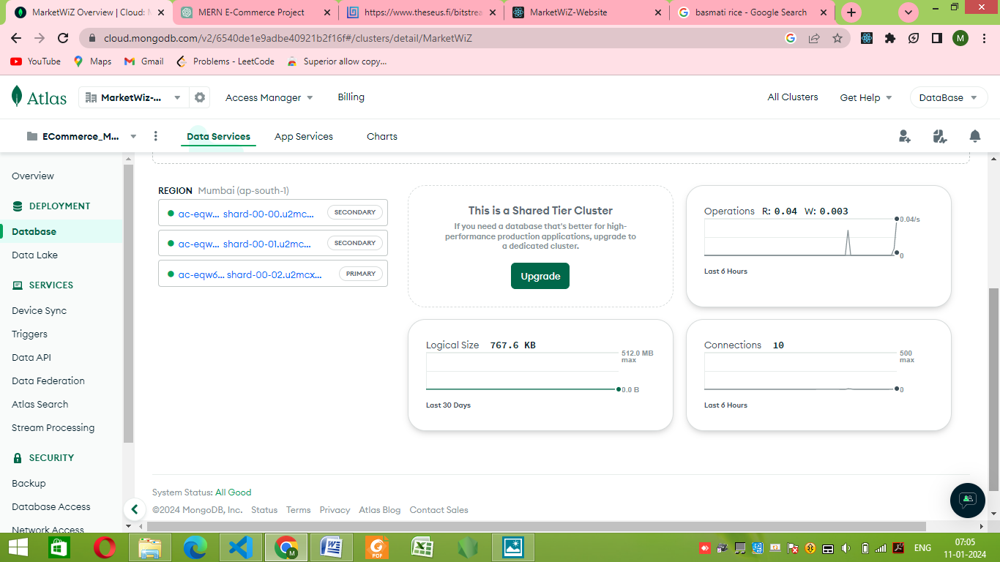 MarketWiZ Overview | Cloud: M
MERN E-Commerce Project
https://www.theseus.fi/bitstrea
MarketWiZ-Website
basmati rice - Google Search
cloud.mongodb.com/v2/6540de1e9adbe40921b2f16f#/clusters/detail/MarketWiZ
M
YouTube
Maps
Gmail
Problems - LeetCode
Superior allow copy...
Atlas
MarketWiz-...
Access Manager
Billing
All Clusters
Get Help
DataBase
ECommerce_M...
Data Services
App Services
Charts
Overview
DEPLOYMENT
Database
Data Lake
SERVICES
Device Sync
Triggers
Data API
Data Federation
Atlas Search
Stream Processing
SECURITY
Backup
Database Access
Network Access
REGION Mumbai (ap-south-1)
ac-eqw... shard-00-00.u2mc... SECONDARY
ac-eqw... shard-00-01.u2mc... SECONDARY
ac-eqw6... shard-00-02.u2mcx... PRIMARY
This is a Shared Tier Cluster
If you need a database that's better for high-
performance production applications, upgrade to
a dedicated cluster.
Upgrade
Operations R: 0.04 W: 0.003
0.04/s
0
Last 6 Hours
Logical Size 767.6 KB
512.0 MB
max
0.0 B
Last 30 Days
Connections 10
500
max
0
Last 6 Hours
System Status: All Good
©2024 MongoDB, Inc. Status Terms Privacy Atlas Blog Contact Sales
PDF
ENG
07:05
11-01-2024